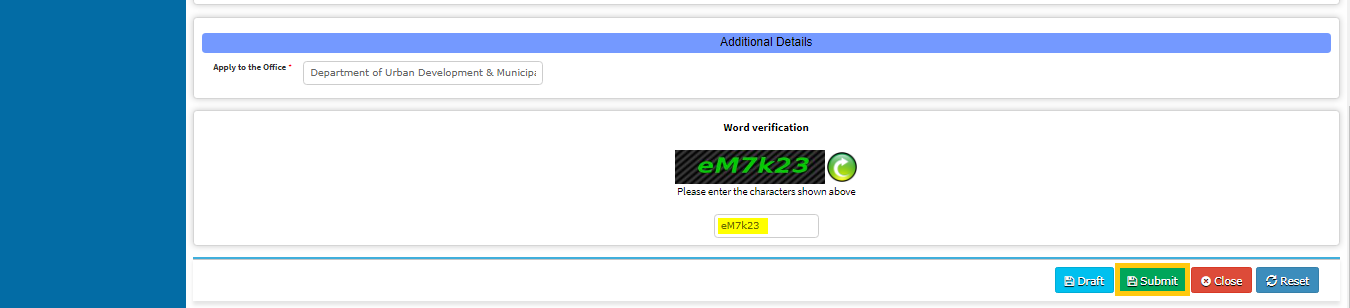 Additional Details
Apply to the Office *
Department of Urban Development & Municipa
Word verification
eM7k23
Please enter the characters shown above
eM7k23
Draft Submit Close Reset